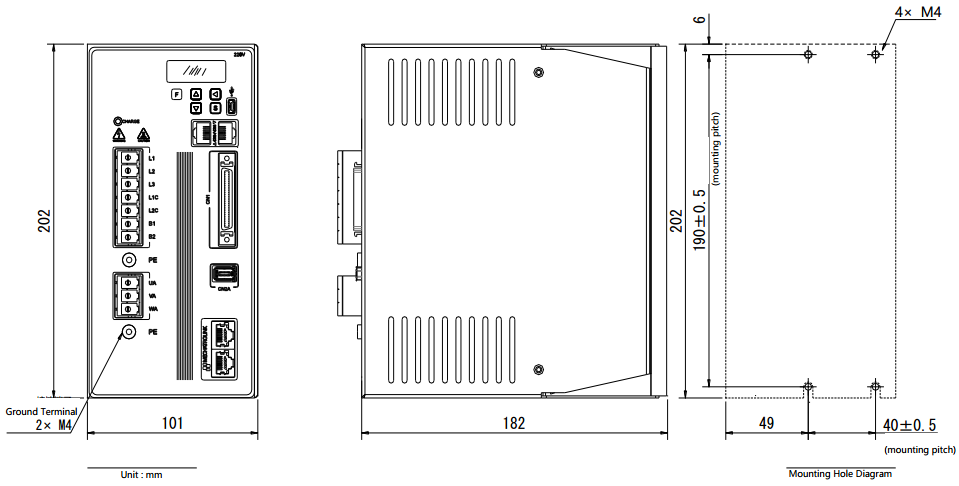 220V
F
S
CHARGE
L1
L2
L3
L1C
L2C
B1
B2
PE
UA
VA
WA
PE
CN1
CN2A
MECHATROLINK
202
Ground Terminal
2× M4
101
Unit : mm
182
202
6
4× M4
190±0.5
(mounting pitch)
49
40±0.5
(mounting pitch)
Mounting Hole Diagram